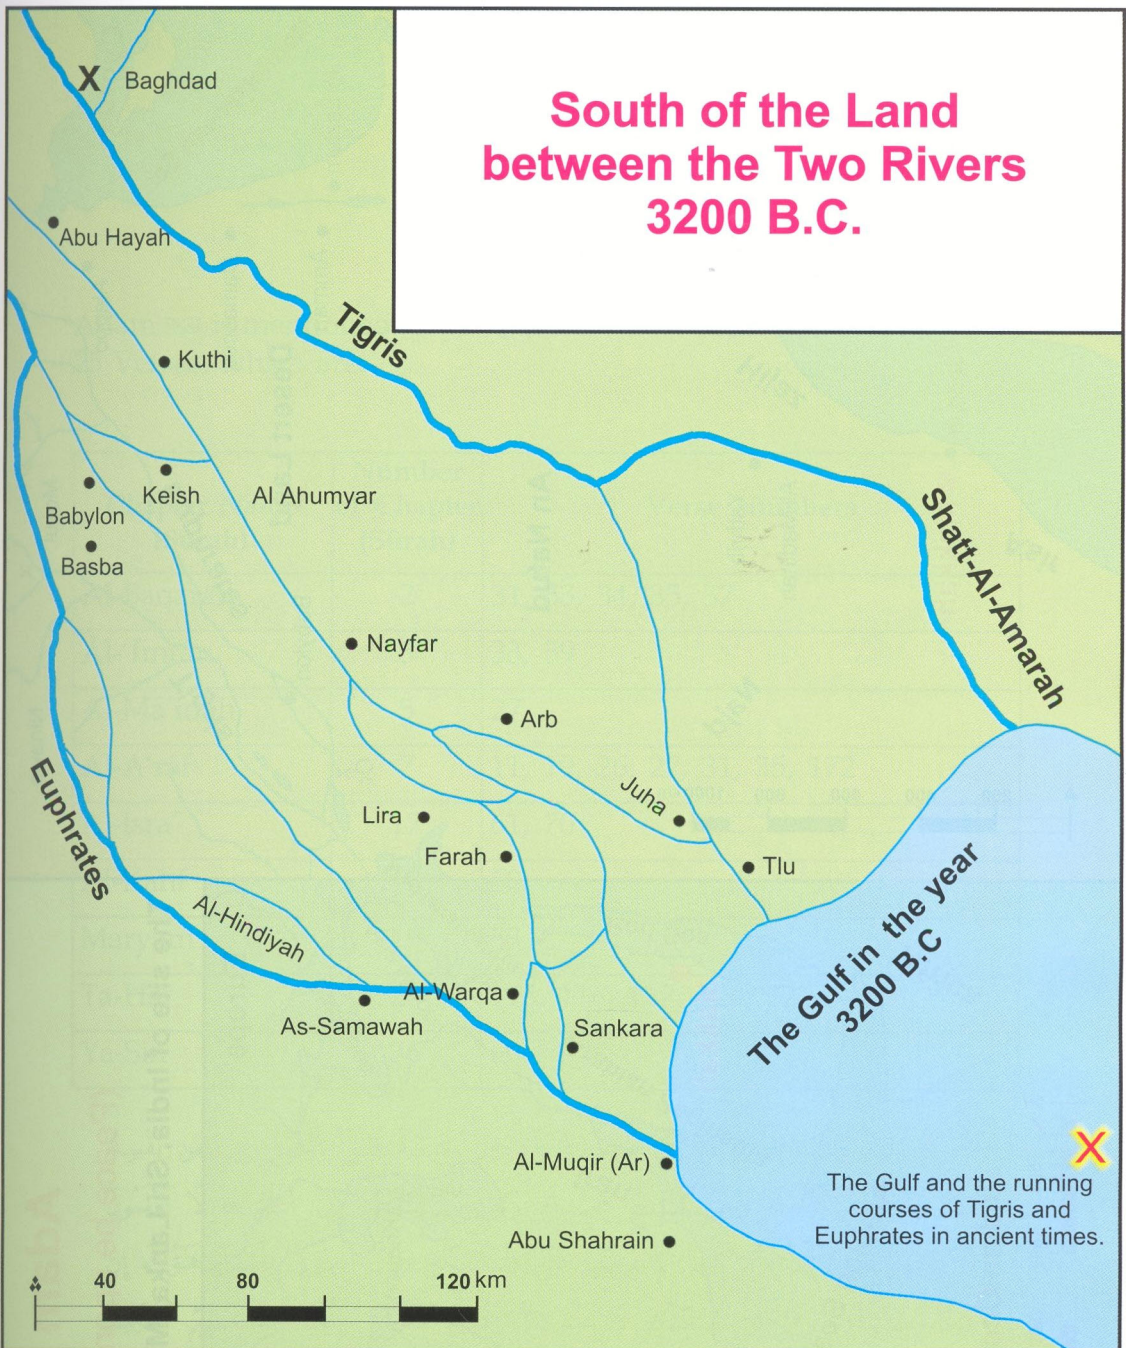 South of the Land
between the Two Rivers
3200 B.C.
X Baghdad
Abu Hayah
Tigris
Kuthi
Keish
Al Ahumyar
Babylon
Basba
Shatt-Al-Amarah
Nayfar
Arb
Juha
Euphrates
Lira
Farah
Tlu
Al-Hindiyah
The Gulf in the year
3200 B.C
Al-Warqa
As-Samawah
Sankara
X
Al-Muqir (Ar)
The Gulf and the running
courses of Tigris and
Euphrates in ancient times.
Abu Shahrain
40 80 120 km